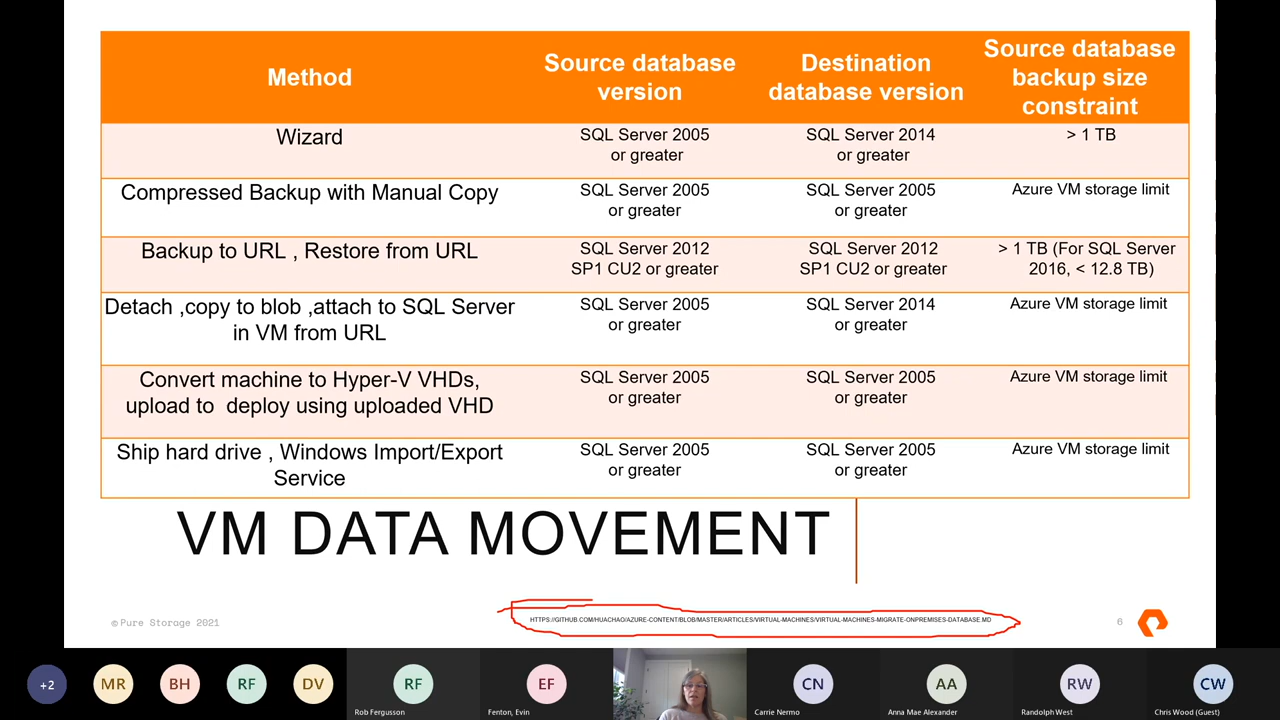 Method
Source database version
Destination database version
Source database backup size constraint
Wizard
SQL Server 2005
or greater
SQL Server 2014
or greater
> 1 TB
Compressed Backup with Manual Copy
SQL Server 2005
or greater
SQL Server 2005
or greater
Azure VM storage limit
Backup to URL , Restore from URL
SQL Server 2012
SP1 CU2 or greater
SQL Server 2012
SP1 CU2 or greater
> 1 TB (For SQL Server
2016, < 12.8 TB)
Detach ,copy to blob ,attach to SQL Server
in VM from URL
SQL Server 2005
or greater
SQL Server 2014
or greater
Azure VM storage limit
Convert machine to Hyper-V VHDs,
upload to  deploy using uploaded VHD
SQL Server 2005
or greater
SQL Server 2005
or greater
Azure VM storage limit
Ship hard drive , Windows Import/Export
Service
SQL Server 2005
or greater
SQL Server 2005
or greater
Azure VM storage limit
VM DATA MOVEMENT
© Pure Storage 2021
HTTPS://GITHUB.COM/HUACHAO/AZURE-CONTENT/BLOB/MASTER/ARTICLES/VIRTUAL-MACHINES/VIRTUAL-MACHINES-MIGRATE-ONPREMISES-DATABASE.MD
6
+2
MR
BH
RF
DV
RF
Rob Fergusson
EF
Fenton, Evin
CN
Carrie Nermo
AA
Anna Mae Alexander
RW
Randolph West
CW
Chris Wood (Guest)